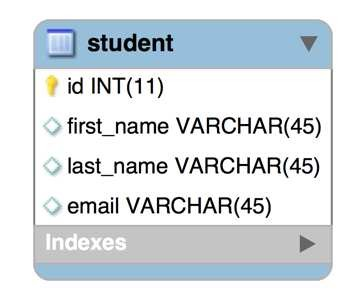 student
id INT(11)
first_name VARCHAR(45)
last_name VARCHAR(45)
email VARCHAR(45)
Indexes